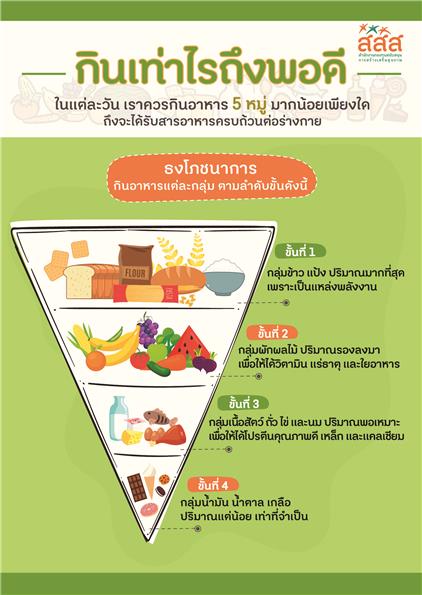 สสส
สำนักงานกองทุนสนับสนุน
การสร้างเสริมสุขภาพ
กินเท่าไรถึงพอดี
ในแต่ละวัน เราควรกินอาหาร 5 หมู่ มากน้อยเพียงใด
ถึงจะได้รับสารอาหารครบถ้วนต่อร่างกาย
ธงโภชนาการ
กินอาหารแต่ละกลุ่ม ตามลำดับขั้นดังนี้
ขั้นที่ 1
กลุ่มข้าว แป้ง ปริมาณมากที่สุด
เพราะเป็นแหล่งพลังงาน
FLOUR
ขั้นที่ 2
กลุ่มผักผลไม้ ปริมาณรองลงมา
เพื่อให้ได้วิตามิน แร่ธาตุ และใยอาหาร
ขั้นที่ 3
กลุ่มเนื้อสัตว์ ถั่ว ไข่ และนม ปริมาณพอเหมาะ
เพื่อให้ได้โปรตีนคุณภาพดี เหล็ก และแคลเซียม
ขั้นที่ 4
กลุ่มน้ำมัน น้ำตาล เกลือ
ปริมาณแต่น้อย เท่าที่จำเป็น